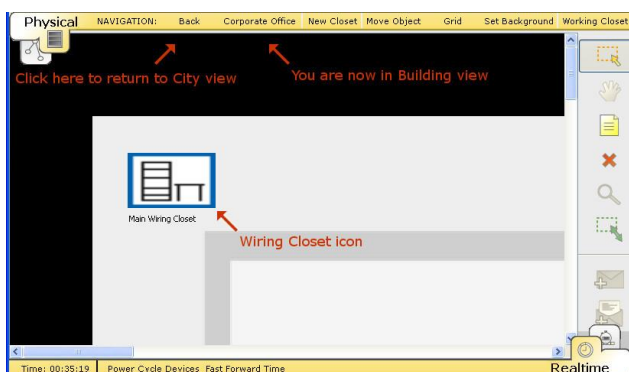 Physical NAVIGATION: Back Corporate Office New Closet Move Object Grid Set Background Working Closet
Click here to return to City view
You are now in Building view
Main Wiring Closet
Wiring Closet icon
Time: 00:35:19 Power Cycle Devices Fast Forward Time Realtime